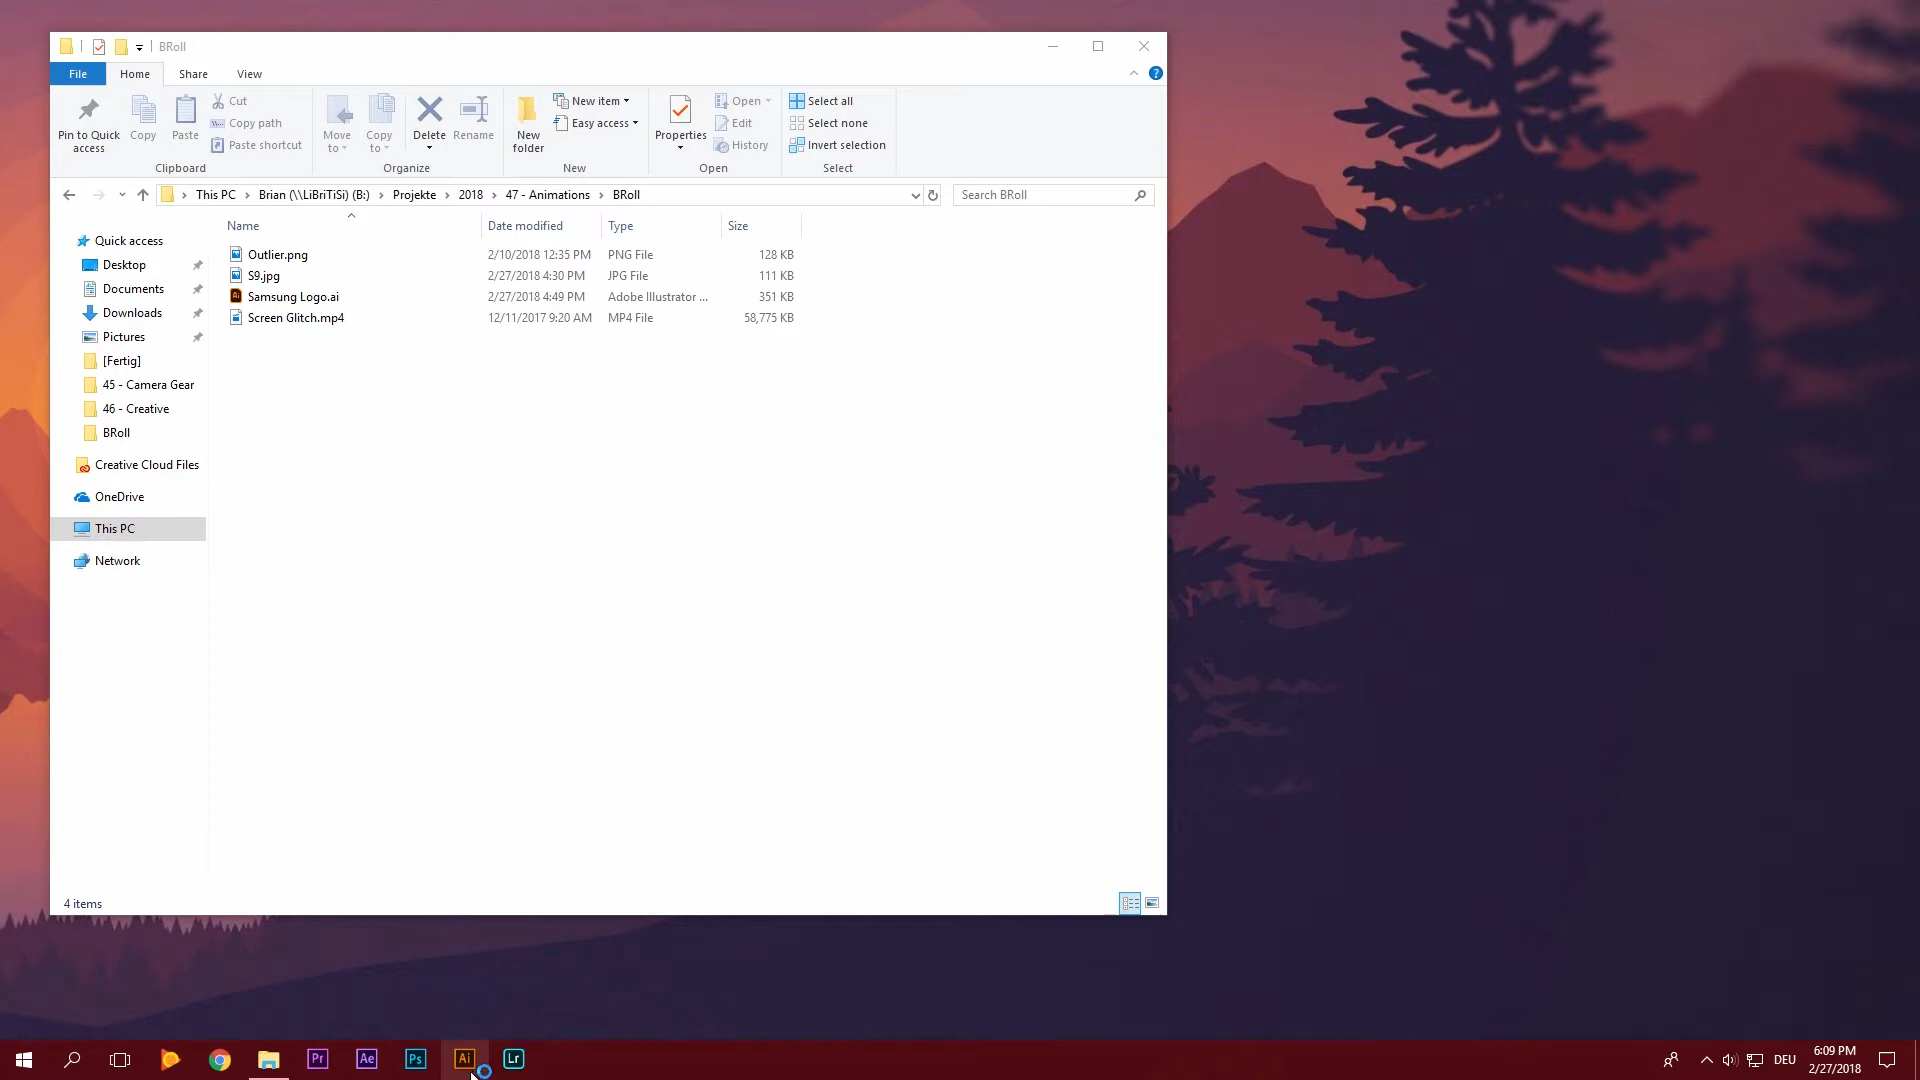 BRoll
File Home Share View
Pin to Quick access
Copy
Paste
Cut
Copy path
Paste shortcut
Clipboard
Move to
Copy to
Delete
Rename
Organize
New folder
New item
Easy access
New
Properties
Open
Edit
History
Open
Select all
Select none
Invert selection
Select
This PC Brian (\\LiBriTiSi) (B:) Projekte 2018 47 - Animations BRoll
Search BRoll
Name Date modified Type Size
Outlier.png 2/10/2018 12:35 PM PNG File 128 KB
S9.jpg 2/27/2018 4:30 PM JPG File 111 KB
Samsung Logo.ai 2/27/2018 4:49 PM Adobe Illustrator ... 351 KB
Screen Glitch.mp4 12/11/2017 9:20 AM MP4 File 58,775 KB
Quick access
Desktop
Documents
Downloads
Pictures
[Fertig]
45 - Camera Gear
46 - Creative
BRoll
Creative Cloud Files
OneDrive
This PC
Network
4 items
Pr Ae Ps Ai Lr
DEU
6:09 PM
2/27/2018